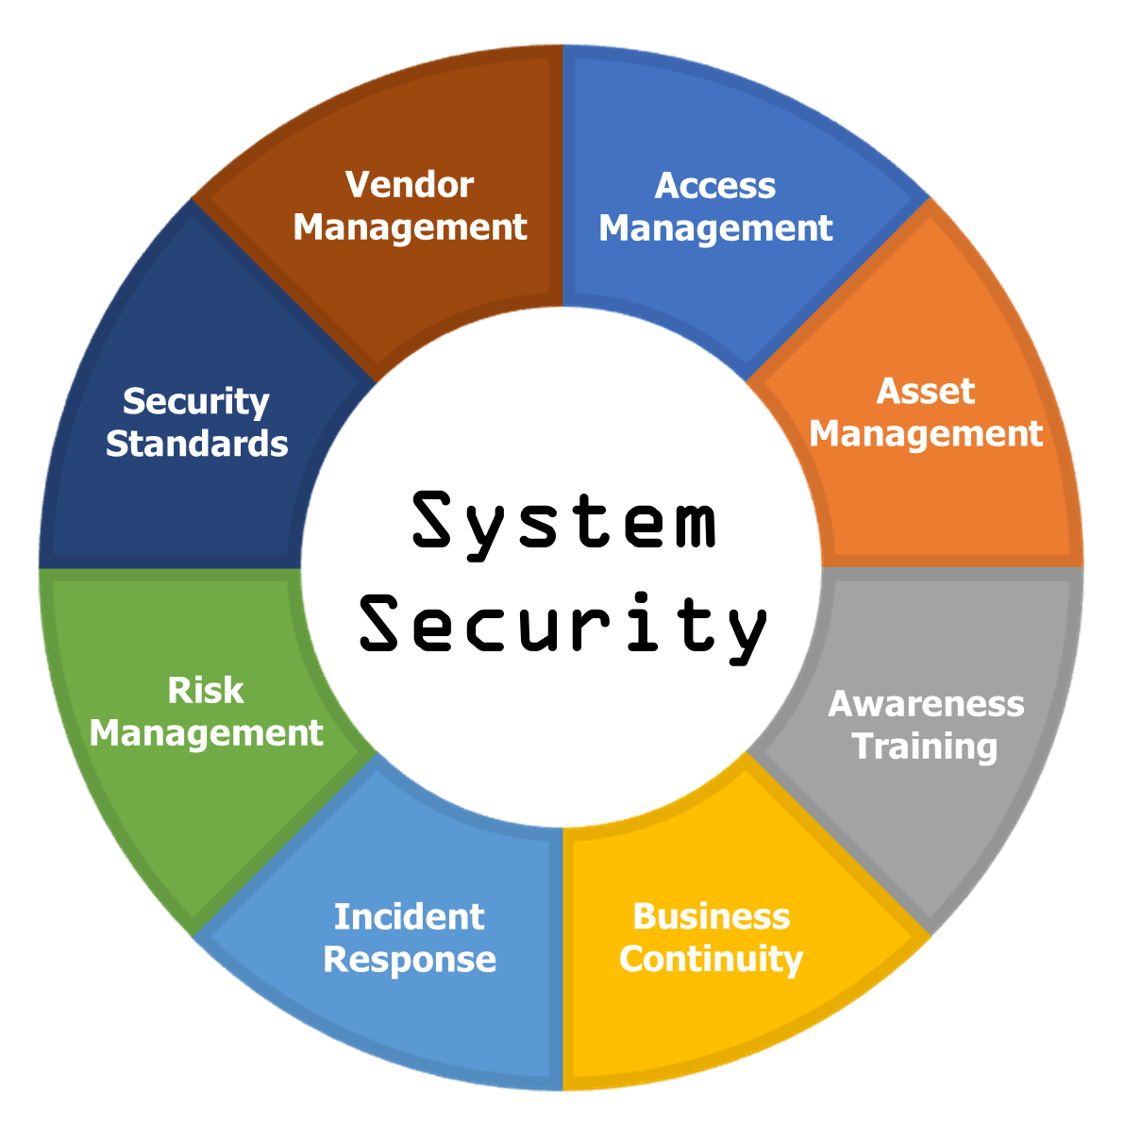 Vendor
Management
Access
Management
Asset
Management
Awareness
Training
Business
Continuity
Incident
Response
Risk
Management
Security
Standards
System
Security